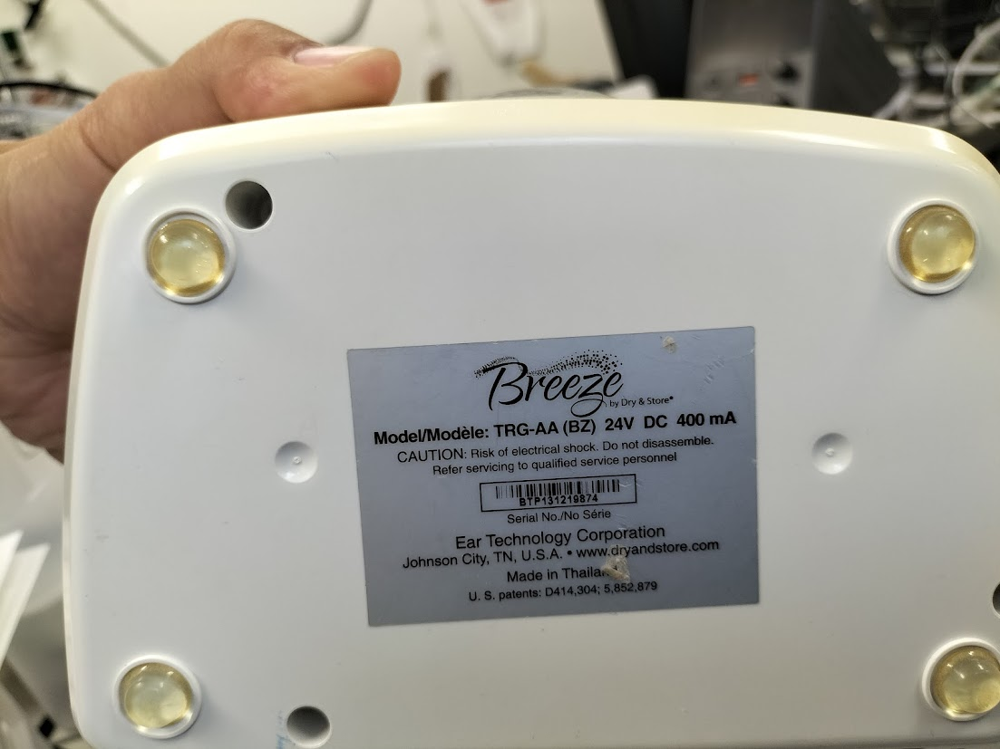 Breeze
by Dry & Store®
Model/Modèle: TRG-AA (BZ) 24V DC 400 mA
CAUTION: Risk of electrical shock. Do not disassemble.
Refer servicing to qualified service personnel
BTP131219874
Serial No./No Série
Ear Technology Corporation
Johnson City, TN, U.S.A. • www.dryandstore.com
Made in
U. S. patents: D414,304; 5,852,879